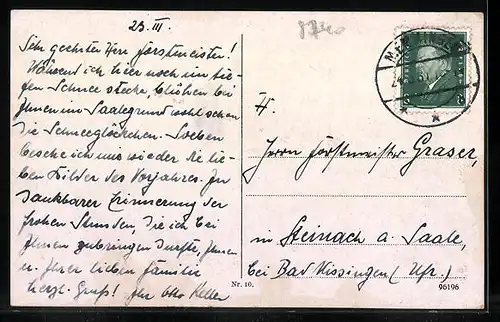 23. III.
Sehr geehrter Herr Forstmeister!
Während ich hier noch im tie-
fen Schnee stecke, blühen bei
Ihnen im Saalegrund wohl schon
die Schneeglöckchen. Soeben
besehe ich mir wieder die lie-
ben Bilder des Vorjahres. In
dankbarer Erinnerung der
frohen Stunden, die ich bei
Ihnen zubringen durfte, Ihnen
u. Ihrer lieben Familie
herzl. Gruß! Ihr Otto Keller
H.
Herrn Forstmeister Graser,
in Steinach a. Saale,
bei Bad Kissingen (Ufr.)
Nr. 10.
96196
8